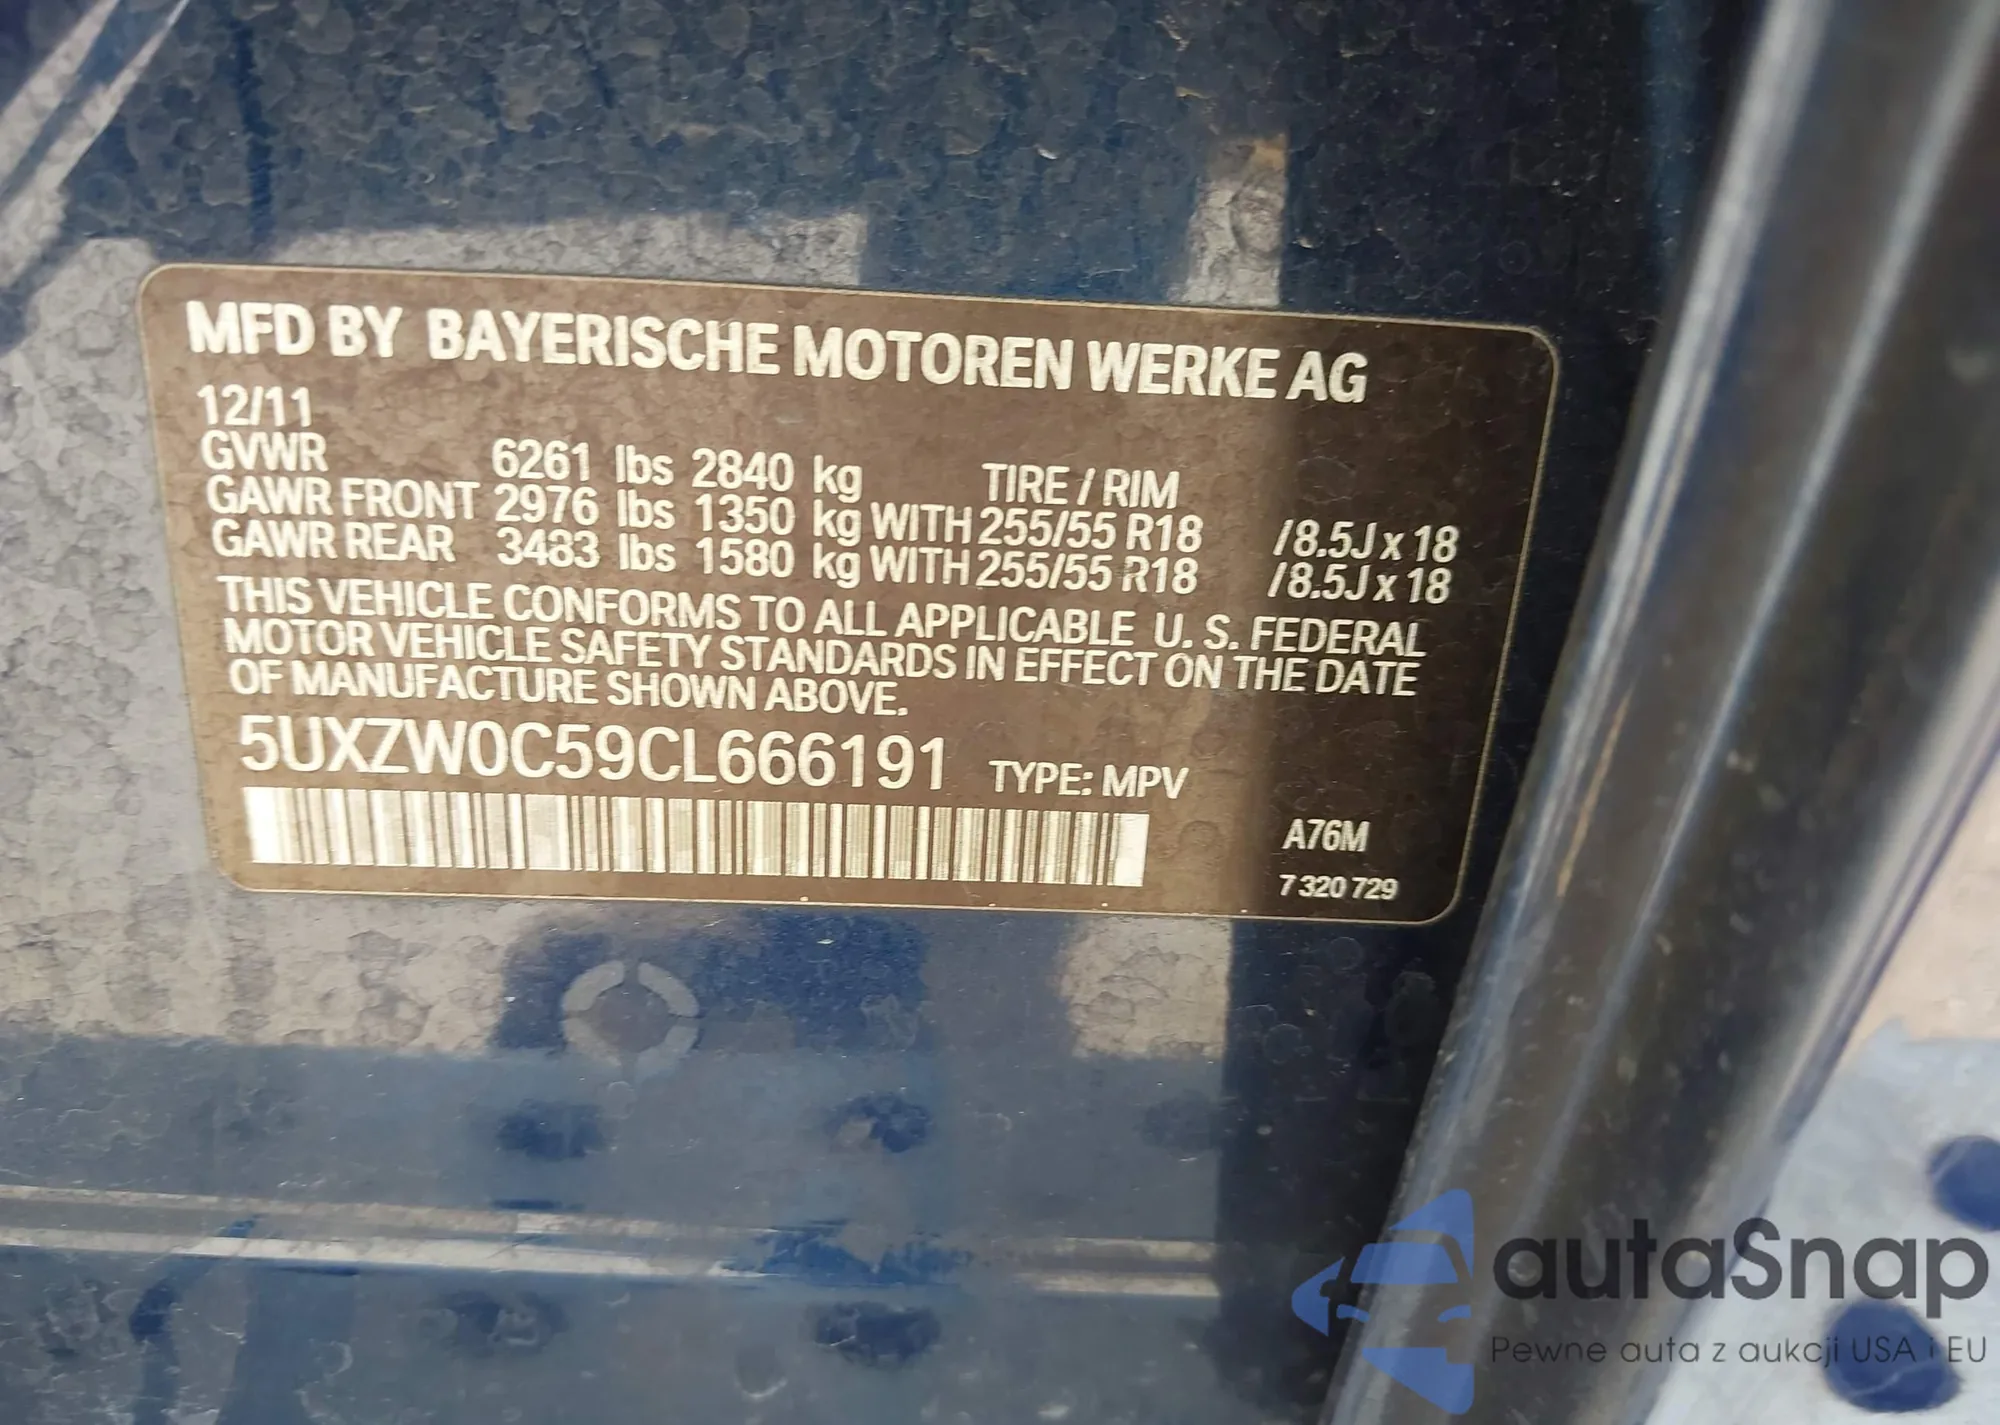 MFD BY BAYERISCHE MOTOREN WERKE AG
12/11
GVWR 6261 lbs 2840 kg TIRE / RIM
GAWR FRONT 2976 lbs 1350 kg WITH 255/55 R18 /8.5J x 18
GAWR REAR 3483 lbs 1580 kg WITH 255/55 R18 /8.5J x 18
THIS VEHICLE CONFORMS TO ALL APPLICABLE U. S. FEDERAL
MOTOR VEHICLE SAFETY STANDARDS IN EFFECT ON THE DATE
OF MANUFACTURE SHOWN ABOVE.
5UXZW0C59CL666191 TYPE: MPV
A76M
7 320 729
autaSnap
Pewne auta z aukcji USA i EU